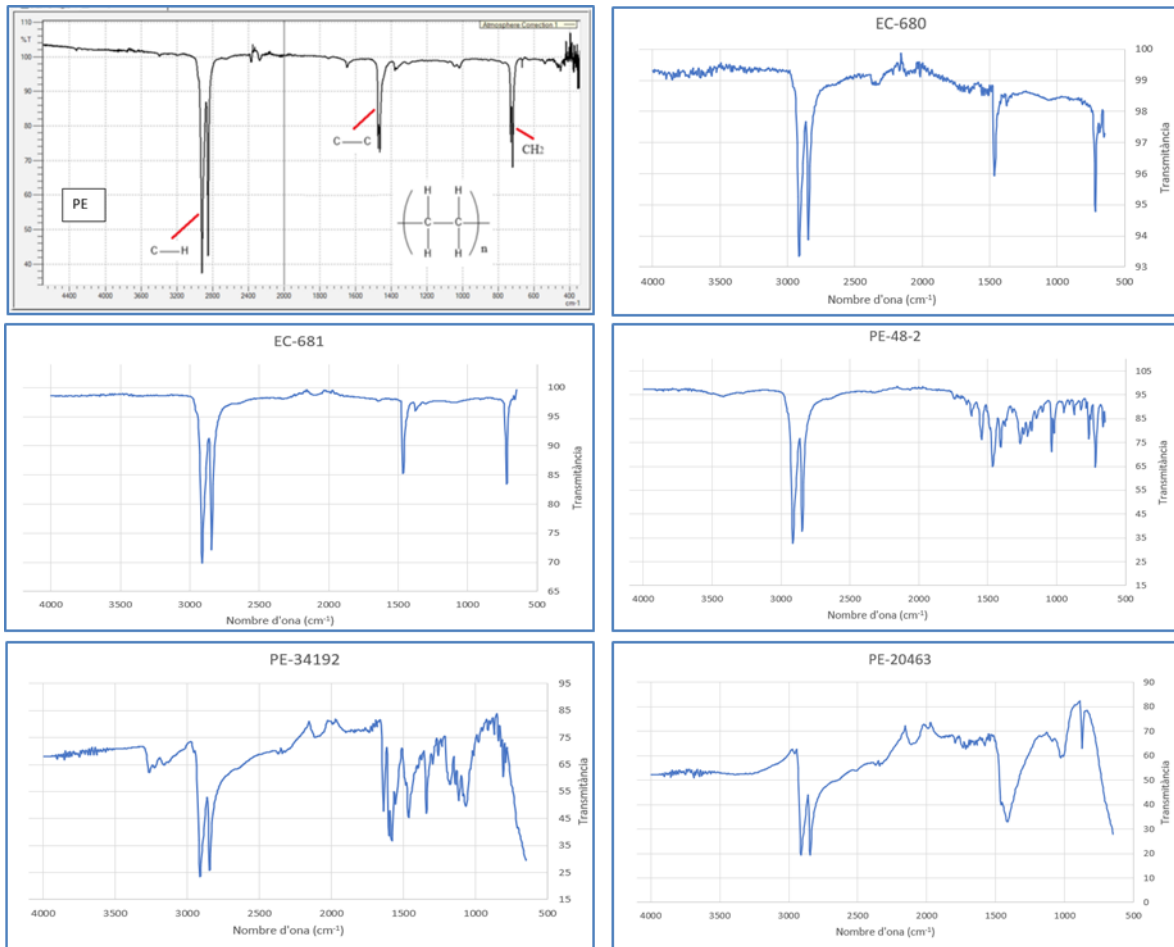 Atmosphere Correction 1
110
%T
100
90
80
70
60
50
40
C—C
CH2
PE
C—H
H H
C C
H H
n
4400 4000 3600 3200 2800 2400 2000 1600 1400 1200 1000 800 600 400
cm-1
EC-680
100
99
98
97
96
95
94
93
Transmitància
4000 3500 3000 2500 2000 1500 1000 500
Nombre d'ona (cm-1)
EC-681
100
95
90
85
80
75
70
65
Transmitància
4000 3500 3000 2500 2000 1500 1000 500
Nombre d'ona (cm-1)
PE-48-2
105
95
85
75
65
55
45
35
25
15
Transmitància
4000 3500 3000 2500 2000 1500 1000 500
Nombre d'ona (cm-1)
PE-34192
95
85
75
65
55
45
35
25
15
Transmitància
4000 3500 3000 2500 2000 1500 1000 500
Nombre d'ona (cm-1)
PE-20463
90
80
70
60
50
40
30
20
10
0
Transmitància
4000 3500 3000 2500 2000 1500 1000 500
Nombre d'ona (cm-1)